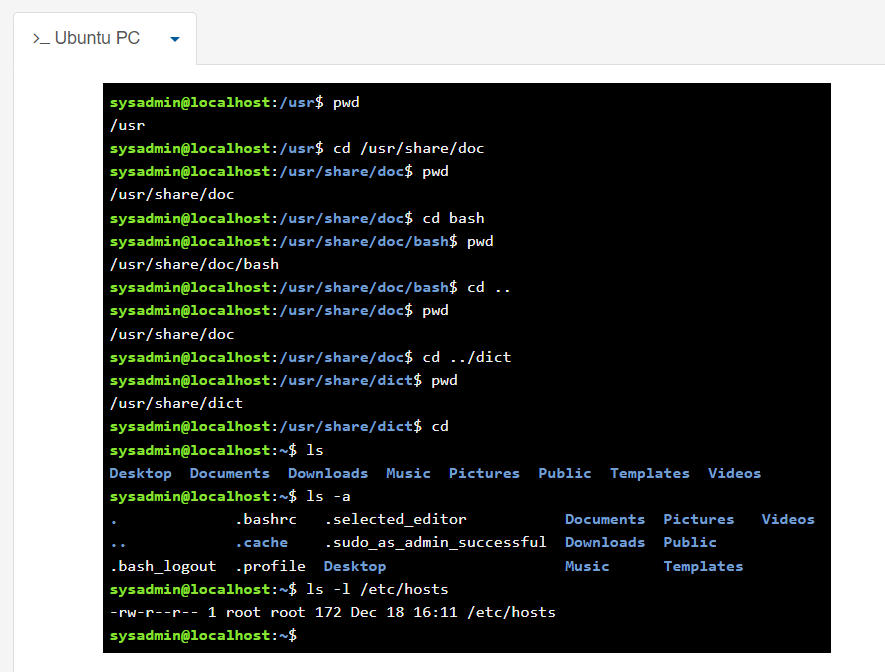 >_ Ubuntu PC
sysadmin@localhost:/usr$ pwd
/usr
sysadmin@localhost:/usr$ cd /usr/share/doc
sysadmin@localhost:/usr/share/doc$ pwd
/usr/share/doc
sysadmin@localhost:/usr/share/doc$ cd bash
sysadmin@localhost:/usr/share/doc/bash$ pwd
/usr/share/doc/bash
sysadmin@localhost:/usr/share/doc/bash$ cd ..
sysadmin@localhost:/usr/share/doc$ pwd
/usr/share/doc
sysadmin@localhost:/usr/share/doc$ cd ../dict
sysadmin@localhost:/usr/share/dict$ pwd
/usr/share/dict
sysadmin@localhost:/usr/share/dict$ cd
sysadmin@localhost:~$ ls
Desktop  Documents  Downloads  Music  Pictures  Public  Templates  Videos
sysadmin@localhost:~$ ls -a
.             .bashrc   .selected_editor           Documents  Pictures   Videos
..            .cache    .sudo_as_admin_successful  Downloads  Public
.bash_logout  .profile  Desktop                    Music      Templates
sysadmin@localhost:~$ ls -l /etc/hosts
-rw-r--r-- 1 root root 172 Dec 18 16:11 /etc/hosts
sysadmin@localhost:~$